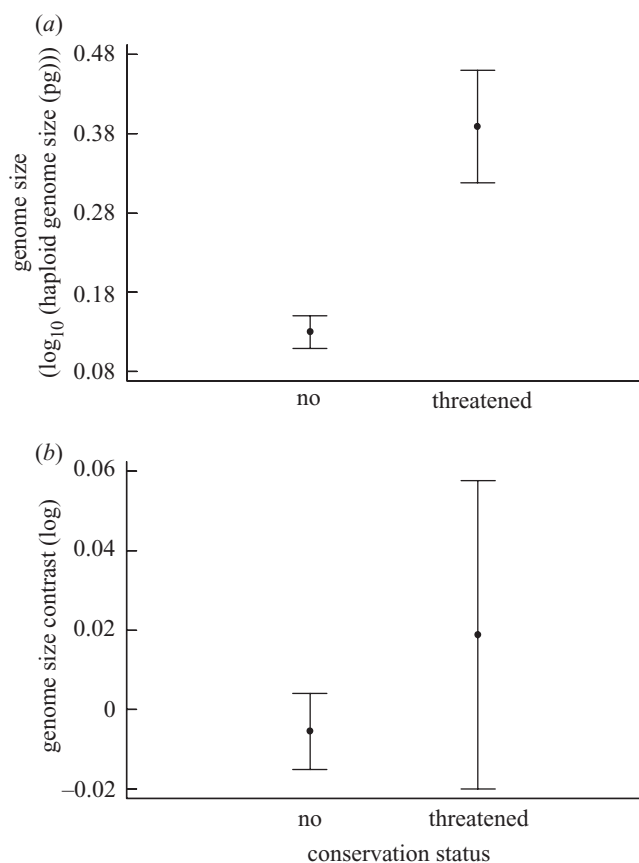 (a)
genome size
(log10 (haploid genome size (pg)))
0.48
0.38
0.28
0.18
0.08
no threatened
(b)
genome size contrast (log)
0.06
0.04
0.02
0
–0.02
no threatened
conservation status